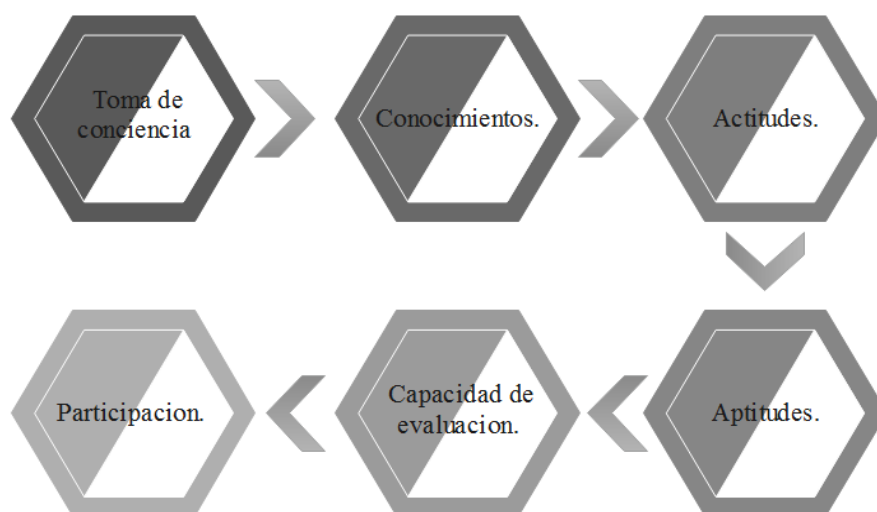 Toma de
conciencia
Conocimientos.
Actitudes.
Aptitudes.
Capacidad de
evaluacion.
Participacion.